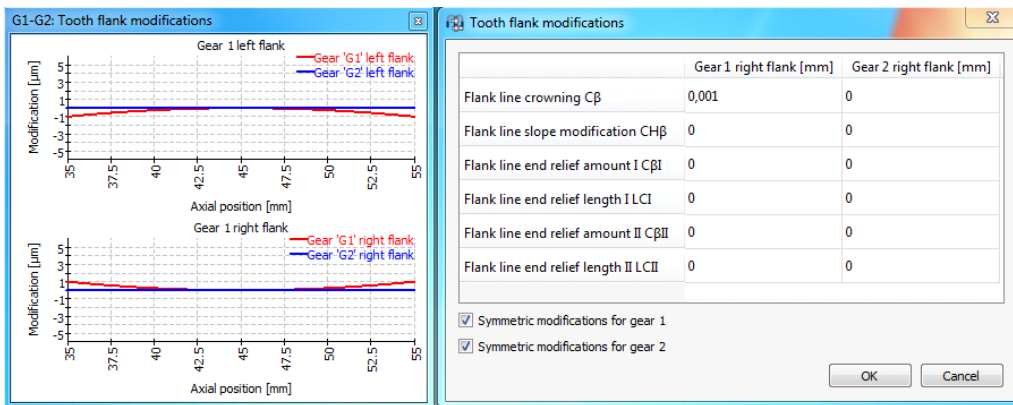 G1-G2: Tooth flank modifications
Gear 1 left flank
Gear 'G1' left flank
Gear 'G2' left flank
Modification [µm]
5
3
1
-1
-3
-5
35
37.5
40
42.5
45
47.5
50
52.5
55
Axial position [mm]
Gear 1 right flank
Gear 'G1' right flank
Gear 'G2' right flank
Modification [µm]
5
3
1
-1
-3
-5
35
37.5
40
42.5
45
47.5
50
52.5
55
Axial position [mm]
Tooth flank modifications
Gear 1 right flank [mm] Gear 2 right flank [mm]
Flank line crowning Cβ 0,001 0
Flank line slope modification CHβ 0 0
Flank line end relief amount I CβI 0 0
Flank line end relief length I LCI 0 0
Flank line end relief amount II CβII 0 0
Flank line end relief length II LCII 0 0
Symmetric modifications for gear 1
Symmetric modifications for gear 2
OK Cancel